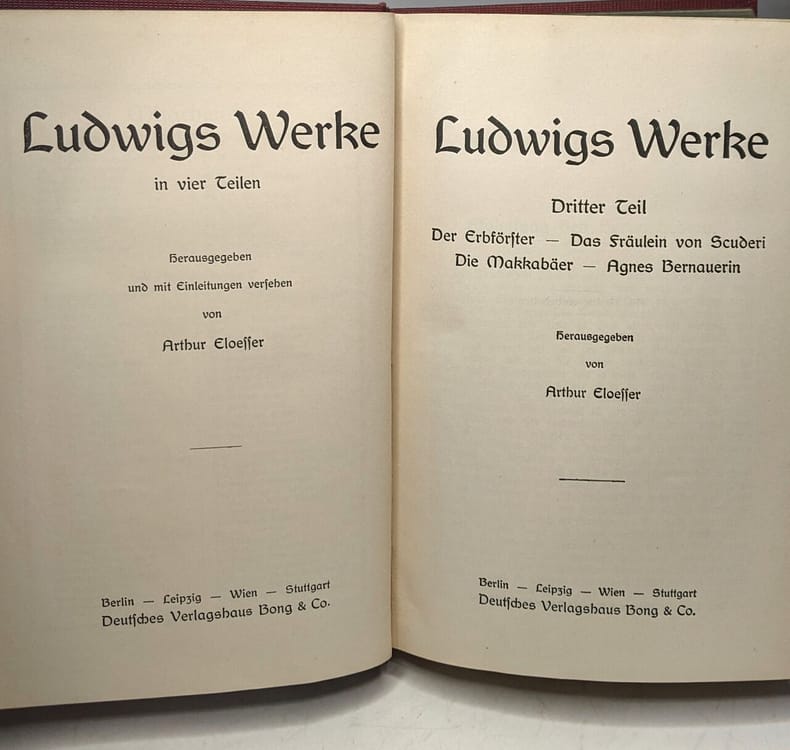 Ludwigs Werke
in vier Teilen
Herausgegeben
und mit Einleitungen verſehen
von
Arthur Eloeſſer
Berlin — Leipzig — Wien — Stuttgart
Deutſches Verlagshaus Bong & Co.
Ludwigs Werke
Dritter Teil
Der Erbförſter — Das Fräulein von Scuderi
Die Makkabäer — Agnes Bernauerin
Herausgegeben
von
Arthur Eloeſſer
Berlin — Leipzig — Wien — Stuttgart
Deutſches Verlagshaus Bong & Co.